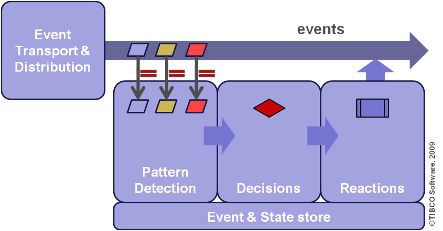 Event
Transport &
Distribution
events
Pattern
Detection
Decisions
Reactions
Event & State store
©TIBCO Software, 2009